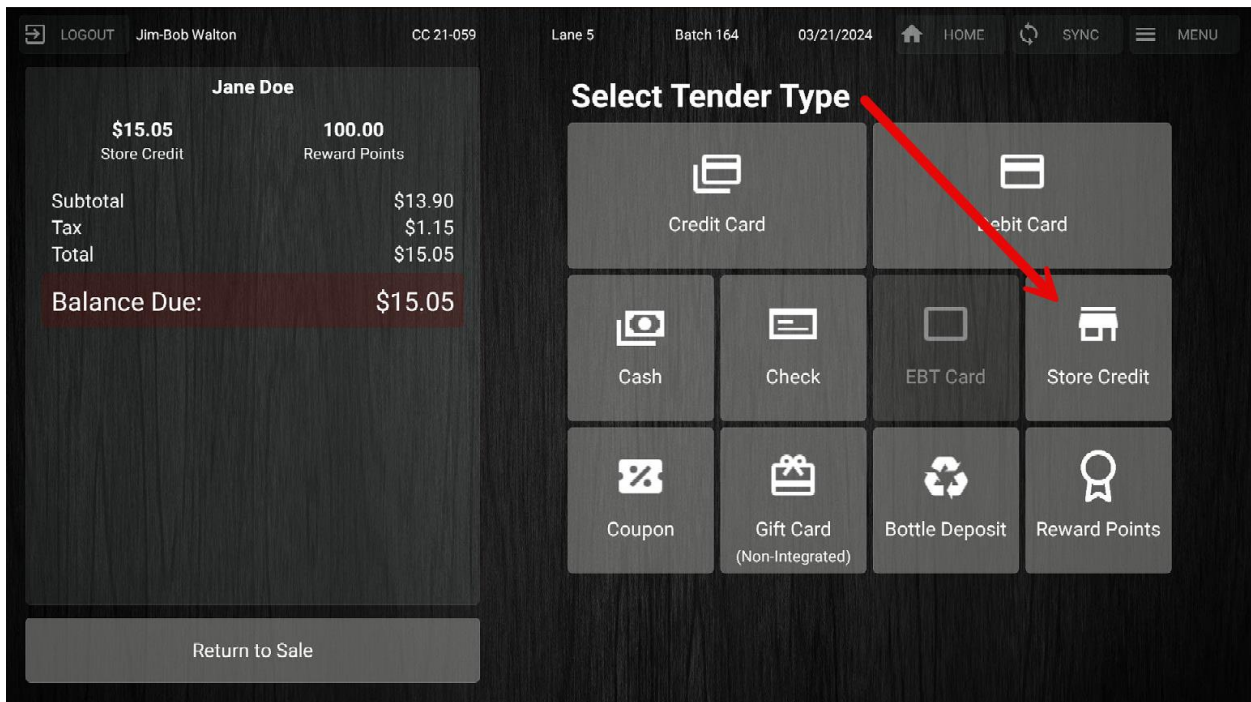 LOGOUT Jim-Bob Walton CC 21-059 Lane 5 Batch 164 03/21/2024 HOME SYNC MENU
Jane Doe
$15.05 100.00
Store Credit Reward Points
Subtotal $13.90
Tax $1.15
Total $15.05
Balance Due: $15.05
Return to Sale
Select Tender Type
Credit Card Debit Card
Cash Check EBT Card Store Credit
Coupon Gift Card Bottle Deposit Reward Points
(Non-Integrated)